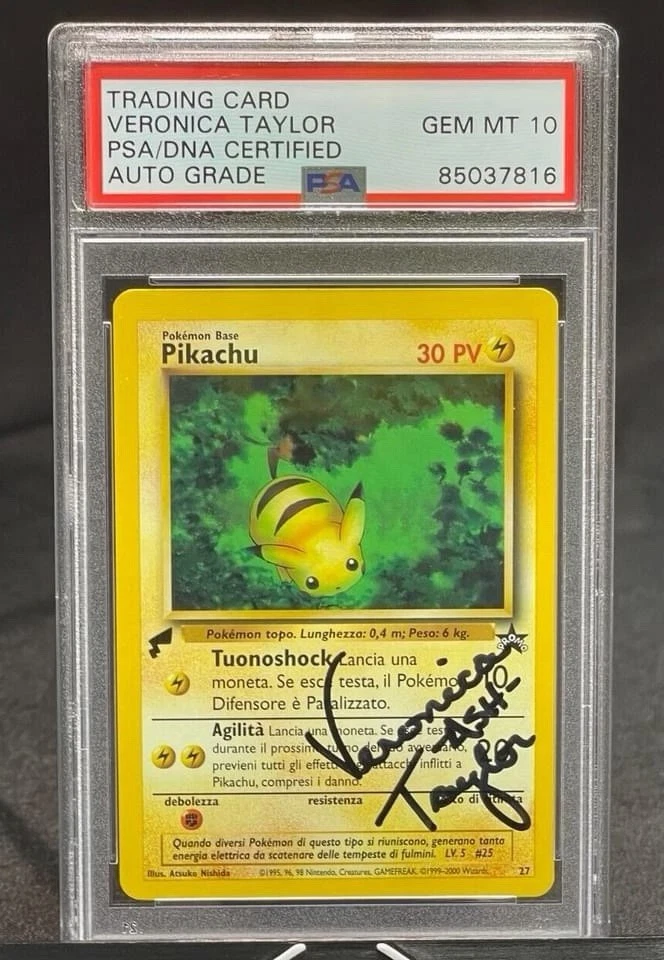 TRADING CARD
VERONICA TAYLOR GEM MT 10
PSA/DNA CERTIFIED
AUTO GRADE PSA 85037816
Pokémon Base
Pikachu 30 PV
Pokémon topo. Lunghezza: 0,4 m; Peso: 6 kg.
PROMO
Tuonoshock Lancia una
moneta. Se esce testa, il Pokémon 10
Difensore è Paralizzato.
Veronica
-ASH-
Taylor
Agilità Lancia una moneta. Se esce testa,
durante il prossimo turno del tuo avversario,
previeni tutti gli effetti attacchi inflitti a
Pikachu, compresi i danni.
debolezza resistenza di ritirata
Quando diversi Pokémon di questo tipo si riuniscono, generano tanta
energia elettrica da scatenare delle tempeste di fulmini. LV. 5 #25
Illus. Atsuko Nishida ©1995, 96, 98 Nintendo, Creatures, GAMEFREAK. ©1999-2000 Wizards. 27